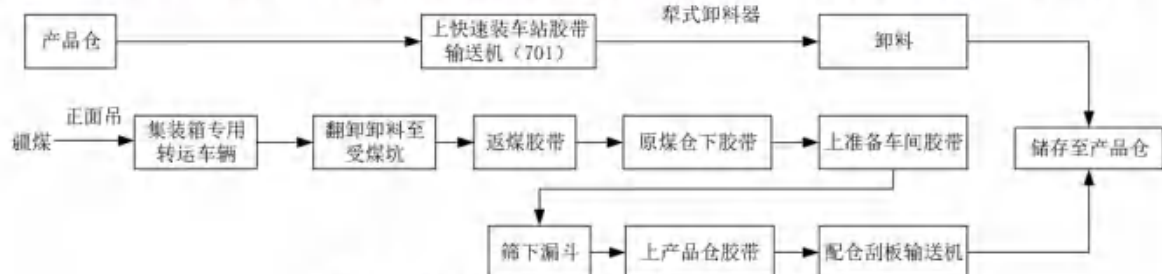 产品仓
上快速装车站胶带
输送机（701）
犁式卸料器
卸料
疆煤
正面吊
集装箱专用
转运车辆
翻卸卸料至
受煤坑
返煤胶带
原煤仓下胶带
上准备车间胶带
储存至产品仓
筛下漏斗
上产品仓胶带
配仓刮板输送机